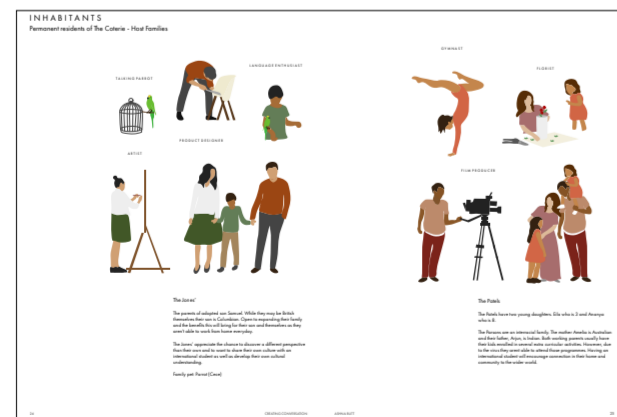 INHABITANTS
Permanent residents of The Coterie - Host Families
TALKING PARROT
LANGUAGE ENTHUSIAST
PRODUCT DESIGNER
ARTIST
GYMNAST
FLORIST
FILM PRODUCER
The Jones'
The parents of adopted son Samuel. While they may be British
themselves their son is Columbian. Open to expanding their family
and the benefits this will bring for their son and themselves as they
aren't able to work from home everyday.
The Jones' appreciate the chance to discover a different perspective
than their own and to want to share their own culture with an
international student as well as develop their own cultural
understanding.
Family pet: Parrot (Coco)
The Patels
The Patels have two young daughters. Ella who is 2 and Ananya
who is 8.
The Persons are an interracial family. The mother Amelia is Australian
and their father, Arjun, is Indian. Both working parents usually have
their kids enrolled in several extra curricular activities. However, due
to the virus they arent able to attend those programmes. Having an
international student will encourage connection in their home and
community to the wider world.